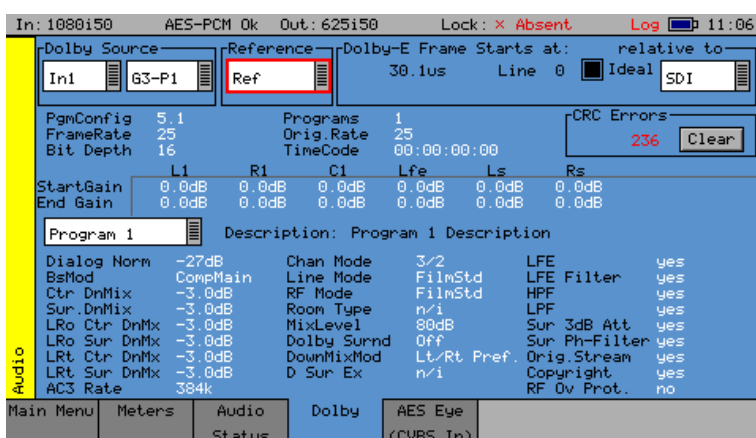 In: 1080i50 AES-PCM Ok Out: 625i50 Lock: × Absent Log 11:06
Dolby Source Reference Dolby-E Frame Starts at: relative to
In1 G3-P1 Ref 30.1us Line 0 Ideal SDI
PgmConfig 5.1 Programs 1 CRC Errors
FrameRate 25 Orig.Rate 25 236 Clear
Bit Depth 16 TimeCode 00:00:00:00
L1 R1 C1 Lfe Ls Rs
StartGain 0.0dB 0.0dB 0.0dB 0.0dB 0.0dB 0.0dB
End Gain 0.0dB 0.0dB 0.0dB 0.0dB 0.0dB 0.0dB
Program 1 Description: Program 1 Description
Dialog Norm -27dB Chan Mode 3/2 LFE yes
BsMod CompMain Line Mode FilmStd LFE Filter yes
Ctr DnMix -3.0dB RF Mode FilmStd HPF yes
Sur.DnMix -3.0dB Room Type n/i LPF yes
LRo Ctr DnMx -3.0dB MixLevel 80dB Sur 3dB Att yes
LRo Sur DnMx -3.0dB Dolby Surnd Off Sur Ph-Filter yes
LRt Ctr DnMx -3.0dB DownMixMod Lt/Rt Pref. Orig.Stream yes
LRt Sur DnMx -3.0dB D Sur Ex n/i Copyright yes
AC3 Rate 384k RF Ov Prot. no
Audio
Main Menu Meters Audio Dolby AES Eye
Status (CVBS In)